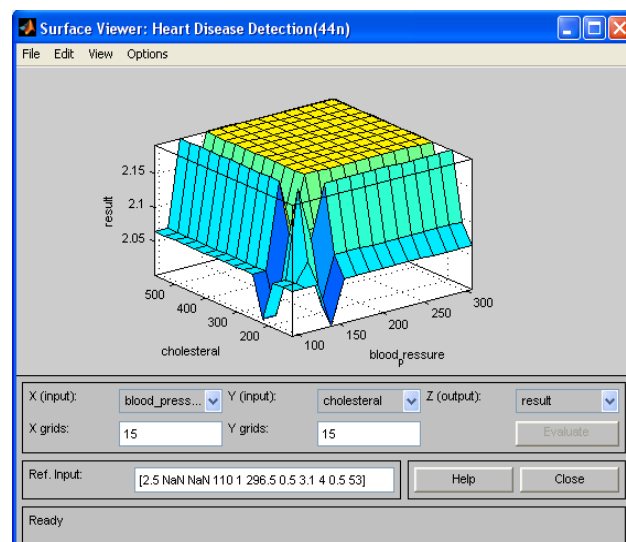 Surface Viewer: Heart Disease Detection(44n)
File Edit View Options
2.15
2.1
2.05
result
500
400
300
200
cholesteral
100
150
200
250
300
blood_pressure
X (input): blood_press... Y (input): cholesteral Z (output): result
X grids: 15 Y grids: 15 Evaluate
Ref. Input: [2.5 NaN NaN 110 1 296.5 0.5 3.1 4 0.5 53] Help Close
Ready